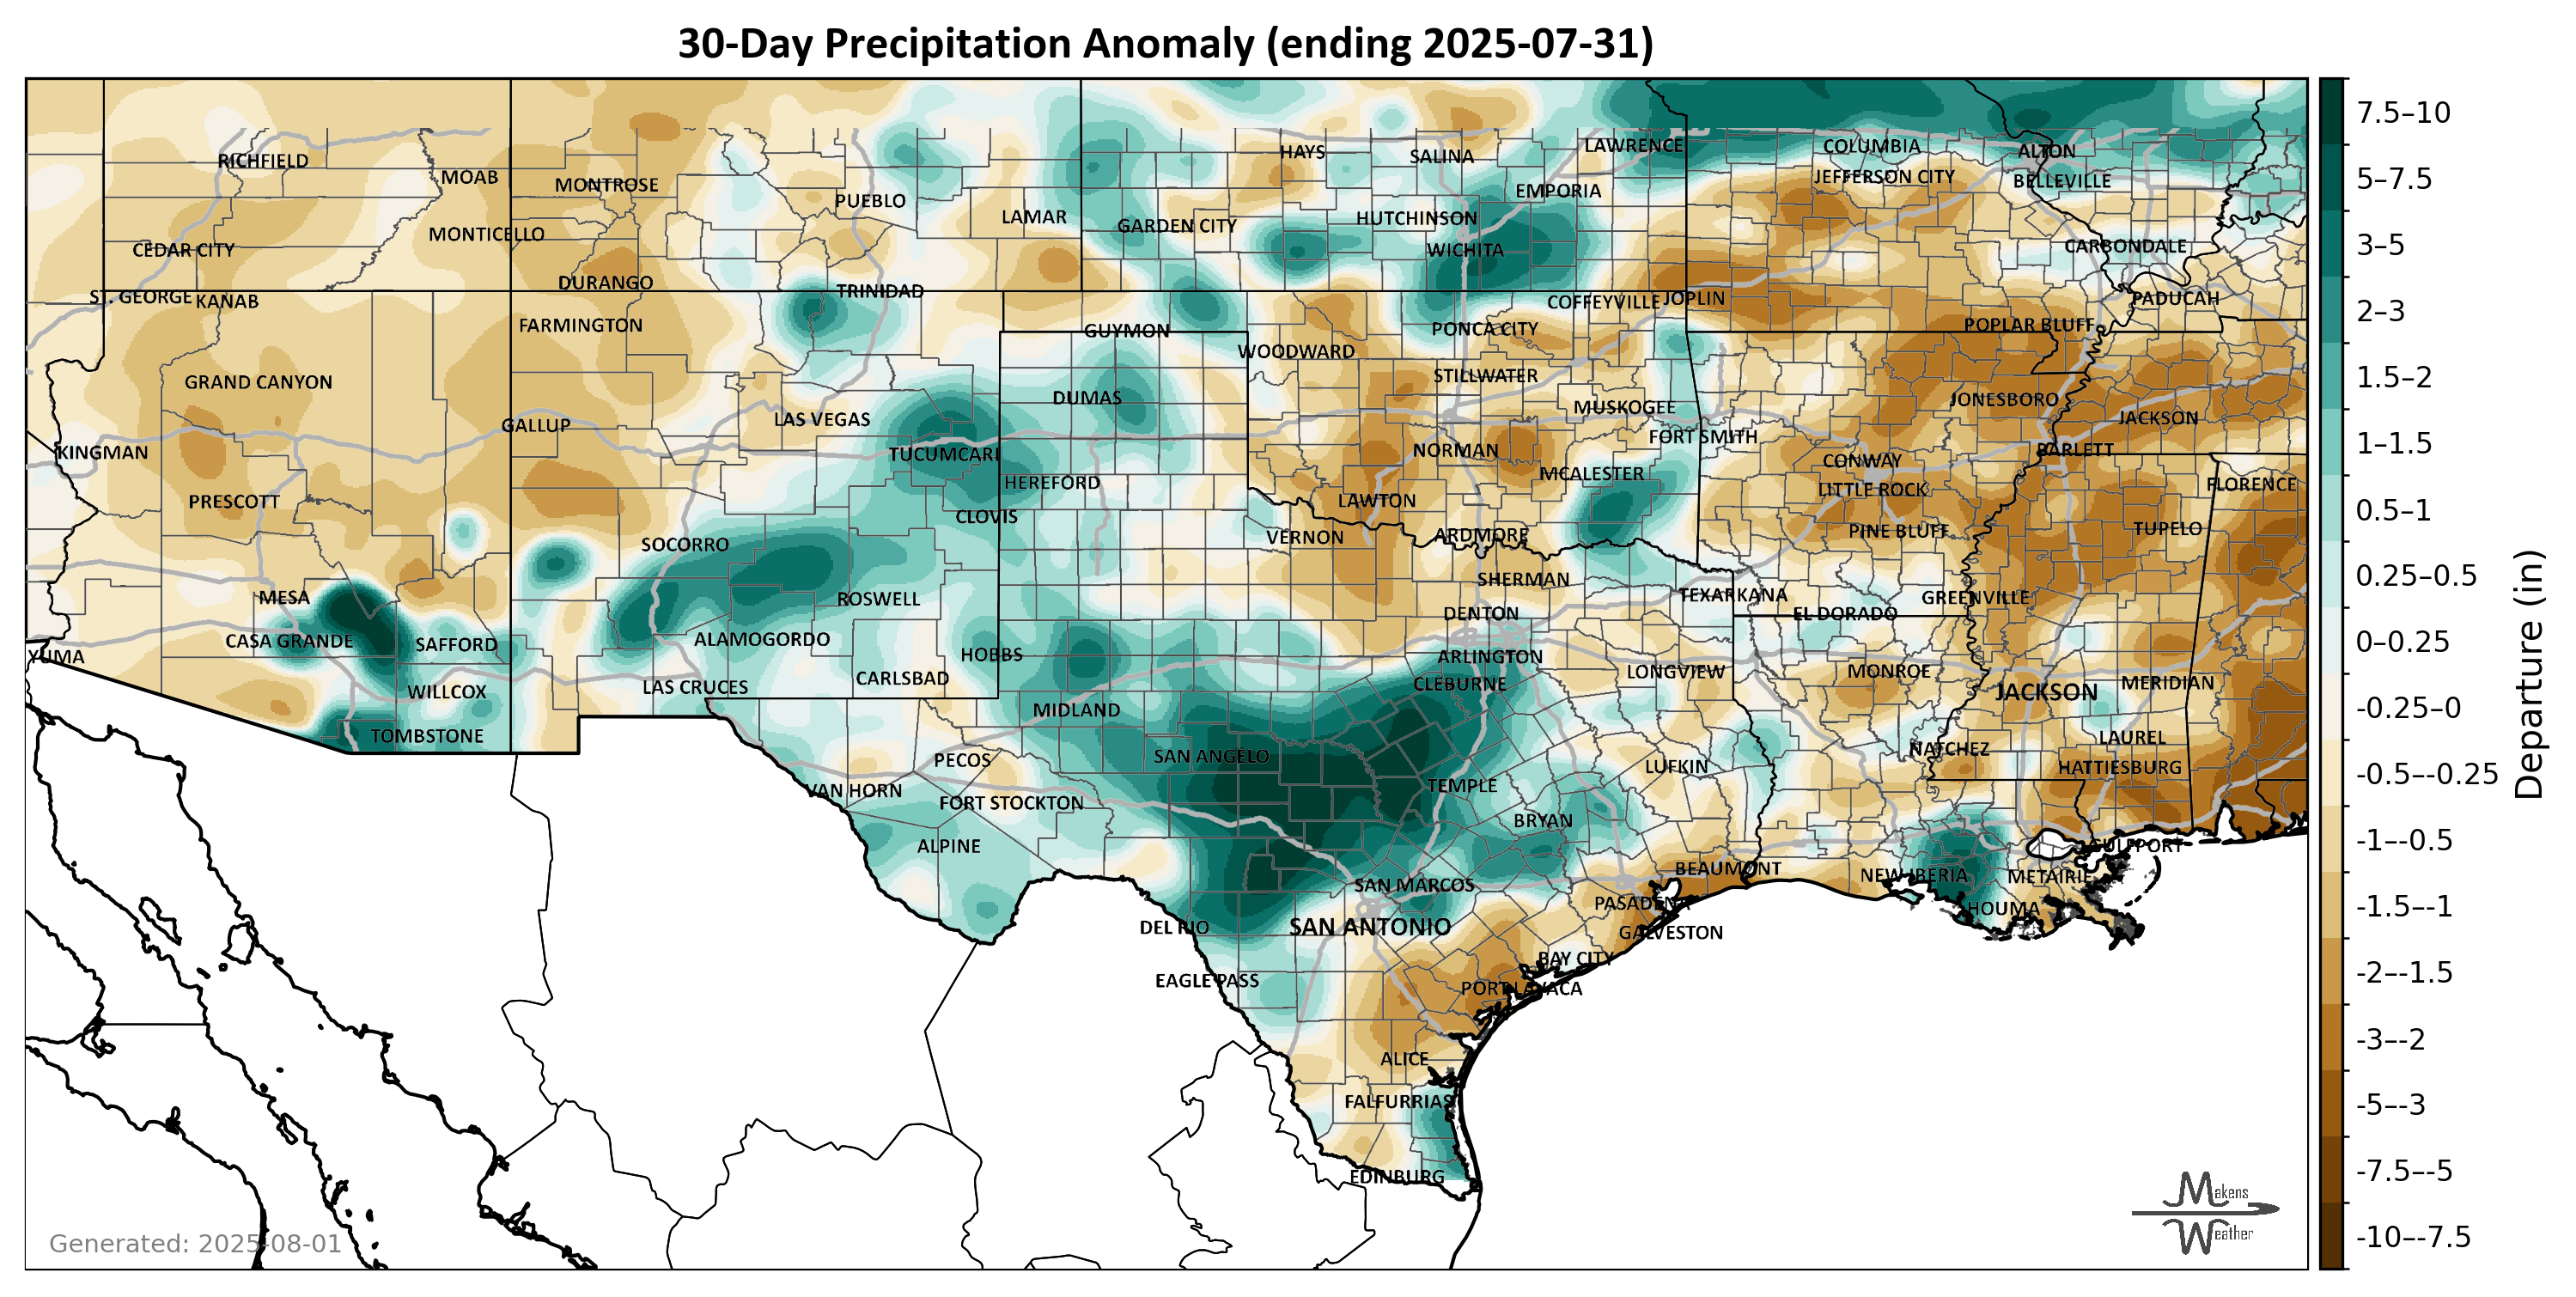 30-Day Precipitation Anomaly (ending 2025-07-31)
RICHFIELD
MOAB
MONTROSE
PUEBLO
LAMAR
HAYS
SALINA
LAWRENCE
COLUMBIA
ALTON
MONTICELLO
CEDAR CITY
GARDEN CITY
HUTCHINSON
EMPORIA
JEFFERSON CITY
BELLEVILLE
WICHITA
CARBONDALE
DURANGO
TRINIDAD
ST. GEORGE
KANAB
COFFEYVILLE
JOPLIN
PADUCAH
FARMINGTON
GUYMON
PONCA CITY
POPLAR BLUFF
WOODWARD
GRAND CANYON
DUMAS
STILLWATER
MUSKOGEE
JONESBORO
GALLUP
LAS VEGAS
JACKSON
KINGMAN
TUCUMCARI
NORMAN
FORT SMITH
BARLETT
PRESCOTT
HEREFORD
MCALESTER
CONWAY
LITTLE ROCK
FLORENCE
CLOVIS
LAWTON
SOCORRO
VERNON
ARDMORE
PINE BLUFF
TUPELO
MESA
ROSWELL
SHERMAN
TEXARKANA
GREENVILLE
CASA GRANDE
SAFFORD
ALAMOGORDO
DENTON
EL DORADO
YUMA
HOBBS
ARLINGTON
LONGVIEW
MONROE
WILLCOX
LAS CRUCES
CARLSBAD
CLEBURNE
JACKSON
MERIDIAN
TOMBSTONE
MIDLAND
SAN ANGELO
NATCHEZ
LAUREL
PECOS
LUFKIN
HATTIESBURG
VAN HORN
FORT STOCKTON
TEMPLE
ALPINE
BRYAN
GULFPORT
SAN MARCOS
BEAUMONT
NEW IBERIA
METAIRIE
DEL RIO
SAN ANTONIO
PASADENA
HOUMA
GALVESTON
EAGLE PASS
BAY CITY
PORT LAVACA
ALICE
FALFURRIAS
EDINBURG
7.5–10
5–7.5
3–5
2–3
1.5–2
1–1.5
0.5–1
0.25–0.5
0–0.25
-0.25–0
-0.5–-0.25
-1–-0.5
-1.5–-1
-2–-1.5
-3–-2
-5–-3
-7.5–-5
-10–-7.5
Departure (in)
Generated: 2025-08-01
Makens
Weather